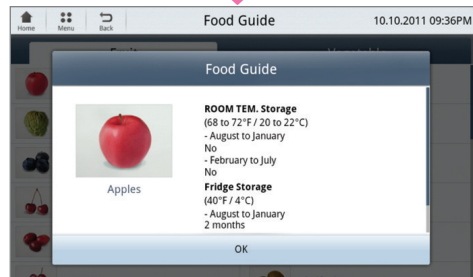 Home
Menu
Back
Food Guide
10.10.2011 09:36PM
Food Guide
ROOM TEM. Storage
(68 to 72°F / 20 to 22°C)
- August to January
No
- February to July
No
Fridge Storage
(40°F / 4°C)
- August to January
2 months
Apples
OK